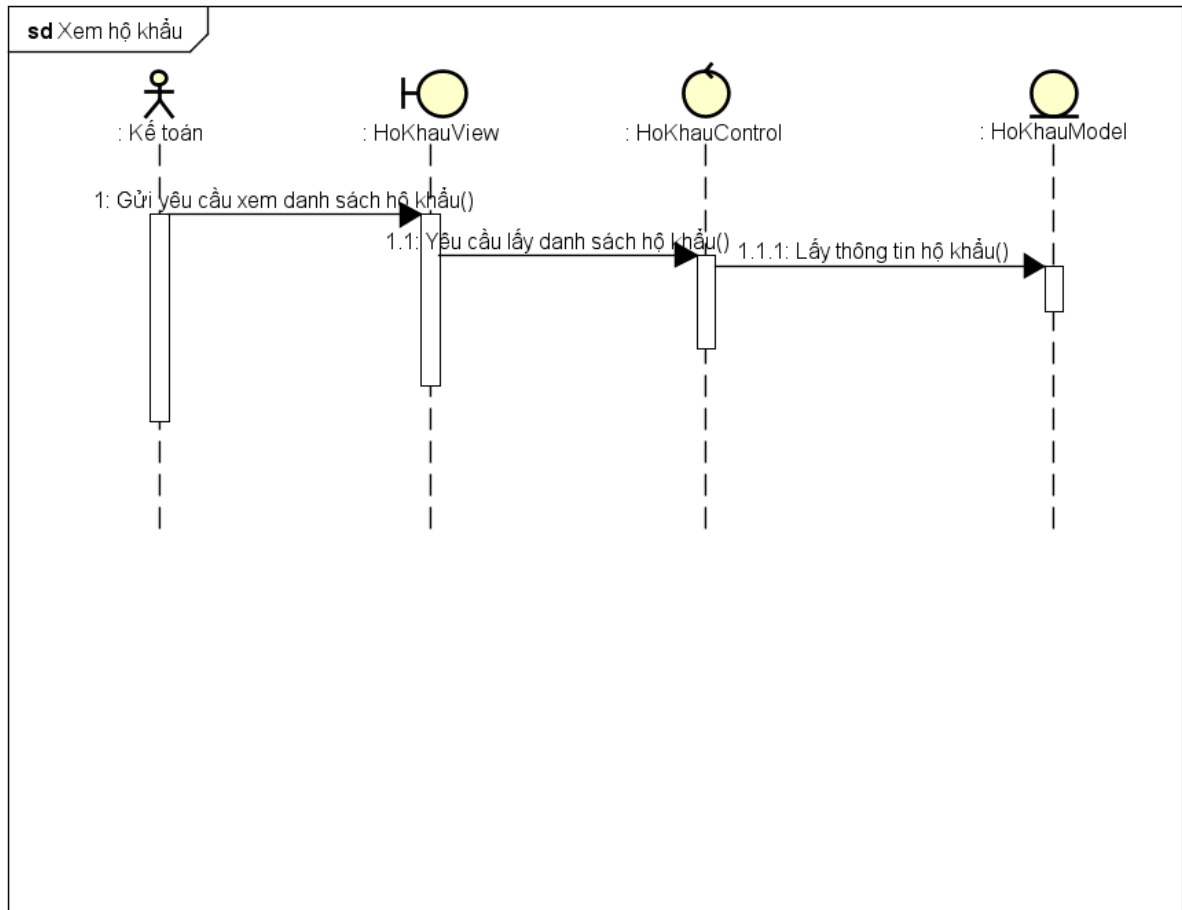 sd Xem hộ khẩu
: Kế toán
: HoKhauView
: HoKhauControl
: HoKhauModel
1: Gửi yêu cầu xem danh sách hộ khẩu()
1.1: Yêu cầu lấy danh sách hộ khẩu()
1.1.1: Lấy thông tin hộ khẩu()